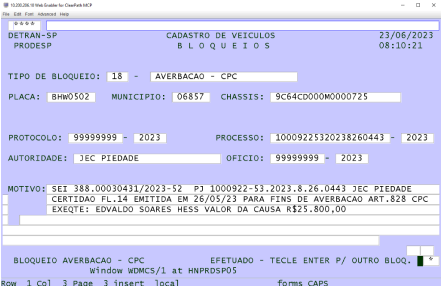 10.200.200.10 Web Enabler for ClearPath MCP
File Edit Font Advanced Help
****
DETRAN-SP CADASTRO DE VEICULOS 23/06/2023
PRODESP B L O Q U E I O S 08:10:21
TIPO DE BLOQUEIO: 18 - AVERBACAO - CPC
PLACA: BHW0502 MUNICIPIO: 06857 CHASSIS: 9C64CD000M0000725
PROTOCOLO: 99999999 - 2023 PROCESSO: 10009225320238260443 - 2023
AUTORIDADE: JEC PIEDADE OFICIO: 99999999 - 2023
MOTIVO: SEI 388.00030431/2023-52 PJ 1000922-53.2023.8.26.0443 JEC PIEDADE
CERTIDAO FL.14 EMITIDA EM 26/05/23 PARA FINS DE AVERBACAO ART.828 CPC
EXEQTE: EDVALDO SOARES HESS VALOR DA CAUSA R$25.800,00
BLOQUEIO AVERBACAO - CPC EFETUADO - TECLE ENTER P/ OUTRO BLOQ. *
Window WDMCS/1 at HNPRDSP05
Row 1 Col 3 Page 3 insert local forms CAPS